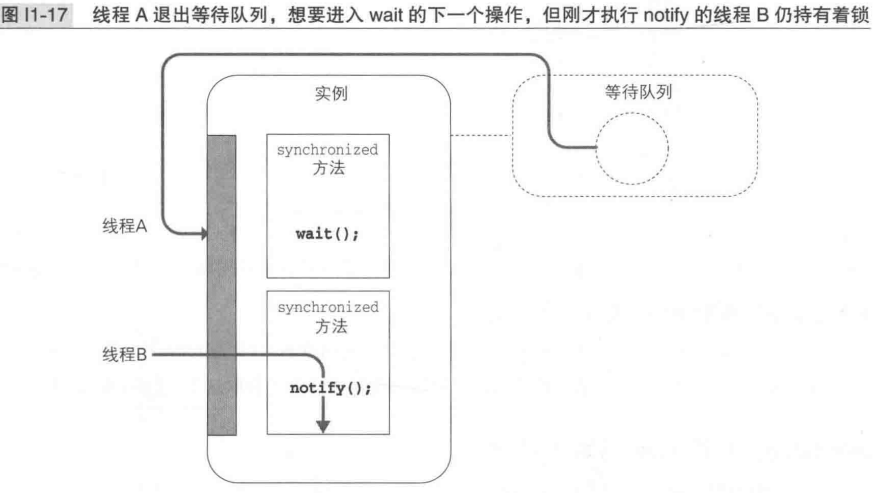 图 I1-17 线程 A 退出等待队列，想要进入 wait 的下一个操作，但刚才执行 notify 的线程 B 仍持有着锁
实例
等待队列
synchronized
方法
线程A
wait();
synchronized
方法
线程B
notify();